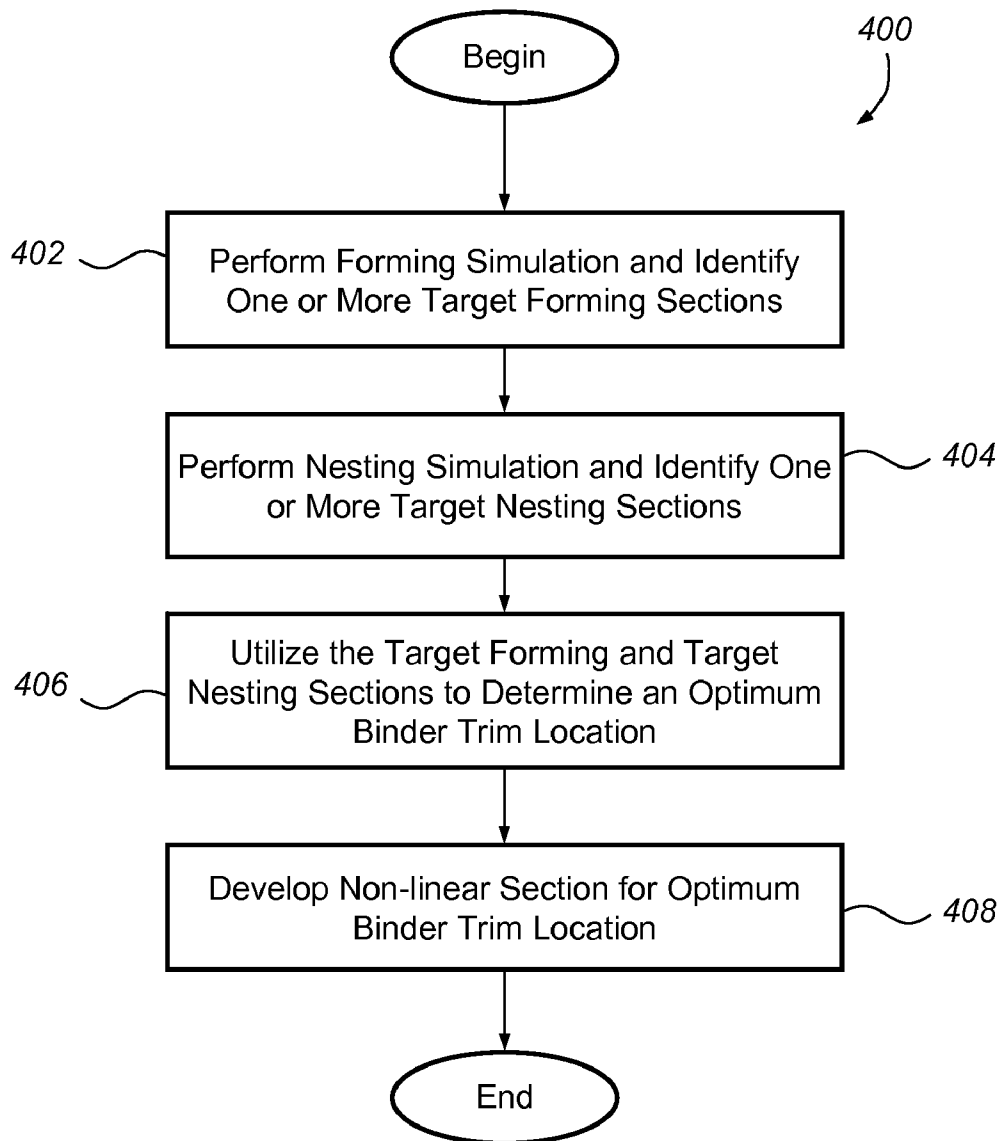 Begin
400
402
Perform Forming Simulation and Identify
One or More Target Forming Sections
Perform Nesting Simulation and Identify One
or More Target Nesting Sections
404
406
Utilize the Target Forming and Target
Nesting Sections to Determine an Optimum
Binder Trim Location
Develop Non-linear Section for Optimum
Binder Trim Location
408
End